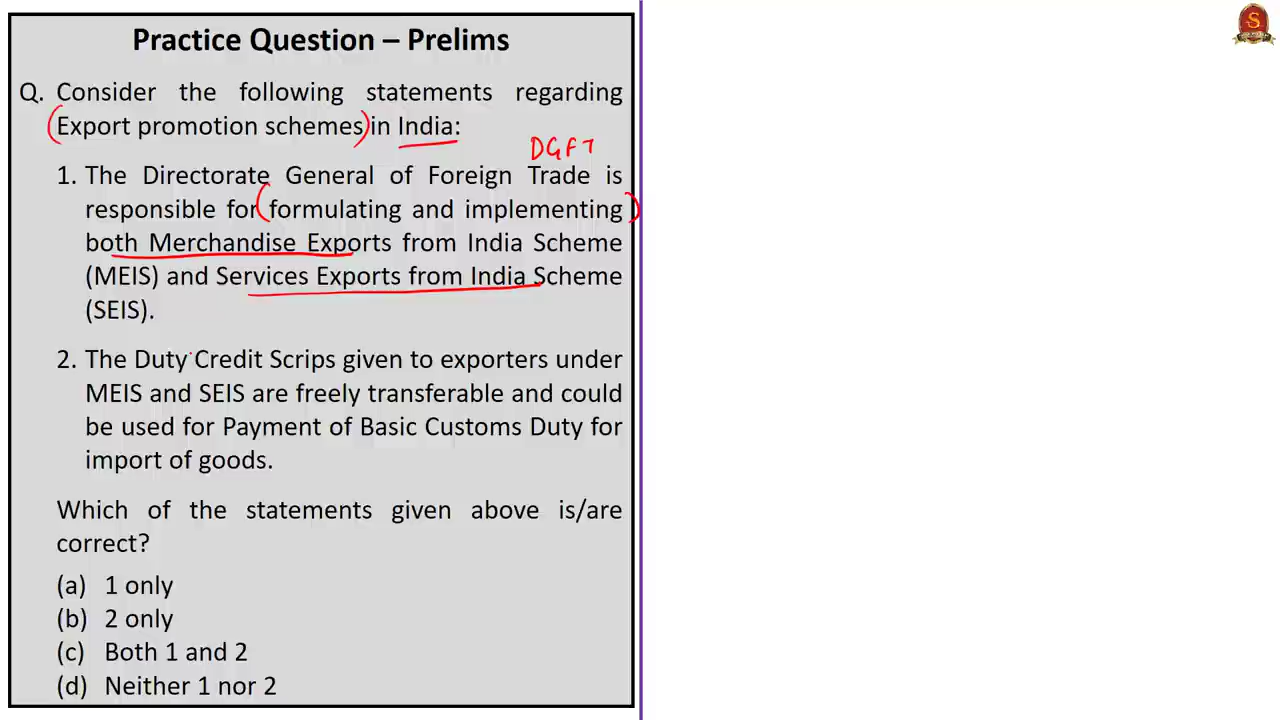 Practice Question – Prelims
Q. Consider the following statements regarding
Export promotion schemes in India:
DGFT
1. The Directorate General of Foreign Trade is
responsible for formulating and implementing
both Merchandise Exports from India Scheme
(MEIS) and Services Exports from India Scheme
(SEIS).
2. The Duty Credit Scrips given to exporters under
MEIS and SEIS are freely transferable and could
be used for Payment of Basic Customs Duty for
import of goods.
Which of the statements given above is/are
correct?
(a) 1 only
(b) 2 only
(c) Both 1 and 2
(d) Neither 1 nor 2
S